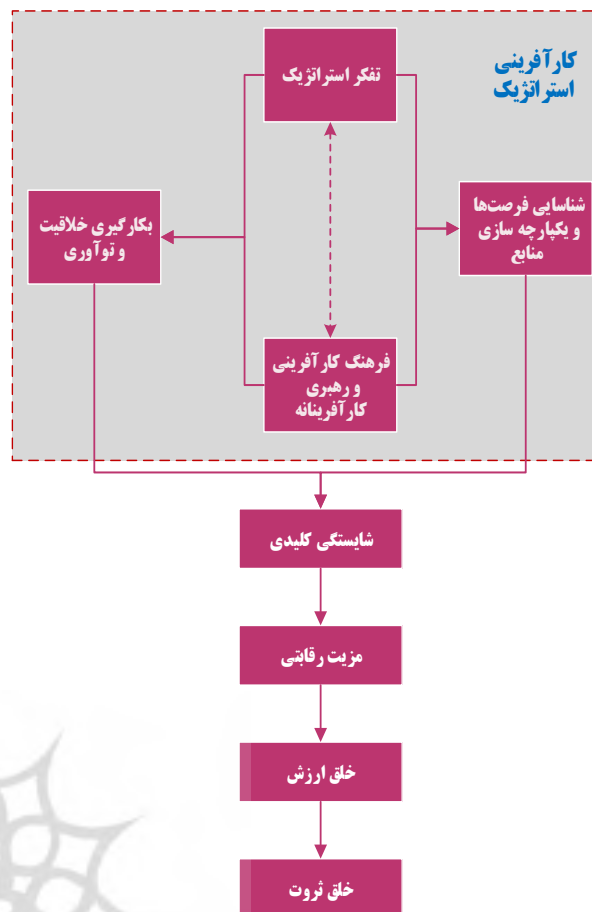 کارآفرینی
استراتژیک
تفکر استراتژیک
شناسایی فرصت‌ها
و یکپارچه سازی
منابع
بکارگیری خلاقیت
و توآوری
فرهنگ کارآفرینی
و رهبری
کارآفرینانه
شایستگی کلیدی
مزیت رقابتی
خلق ارزش
خلق ثروت